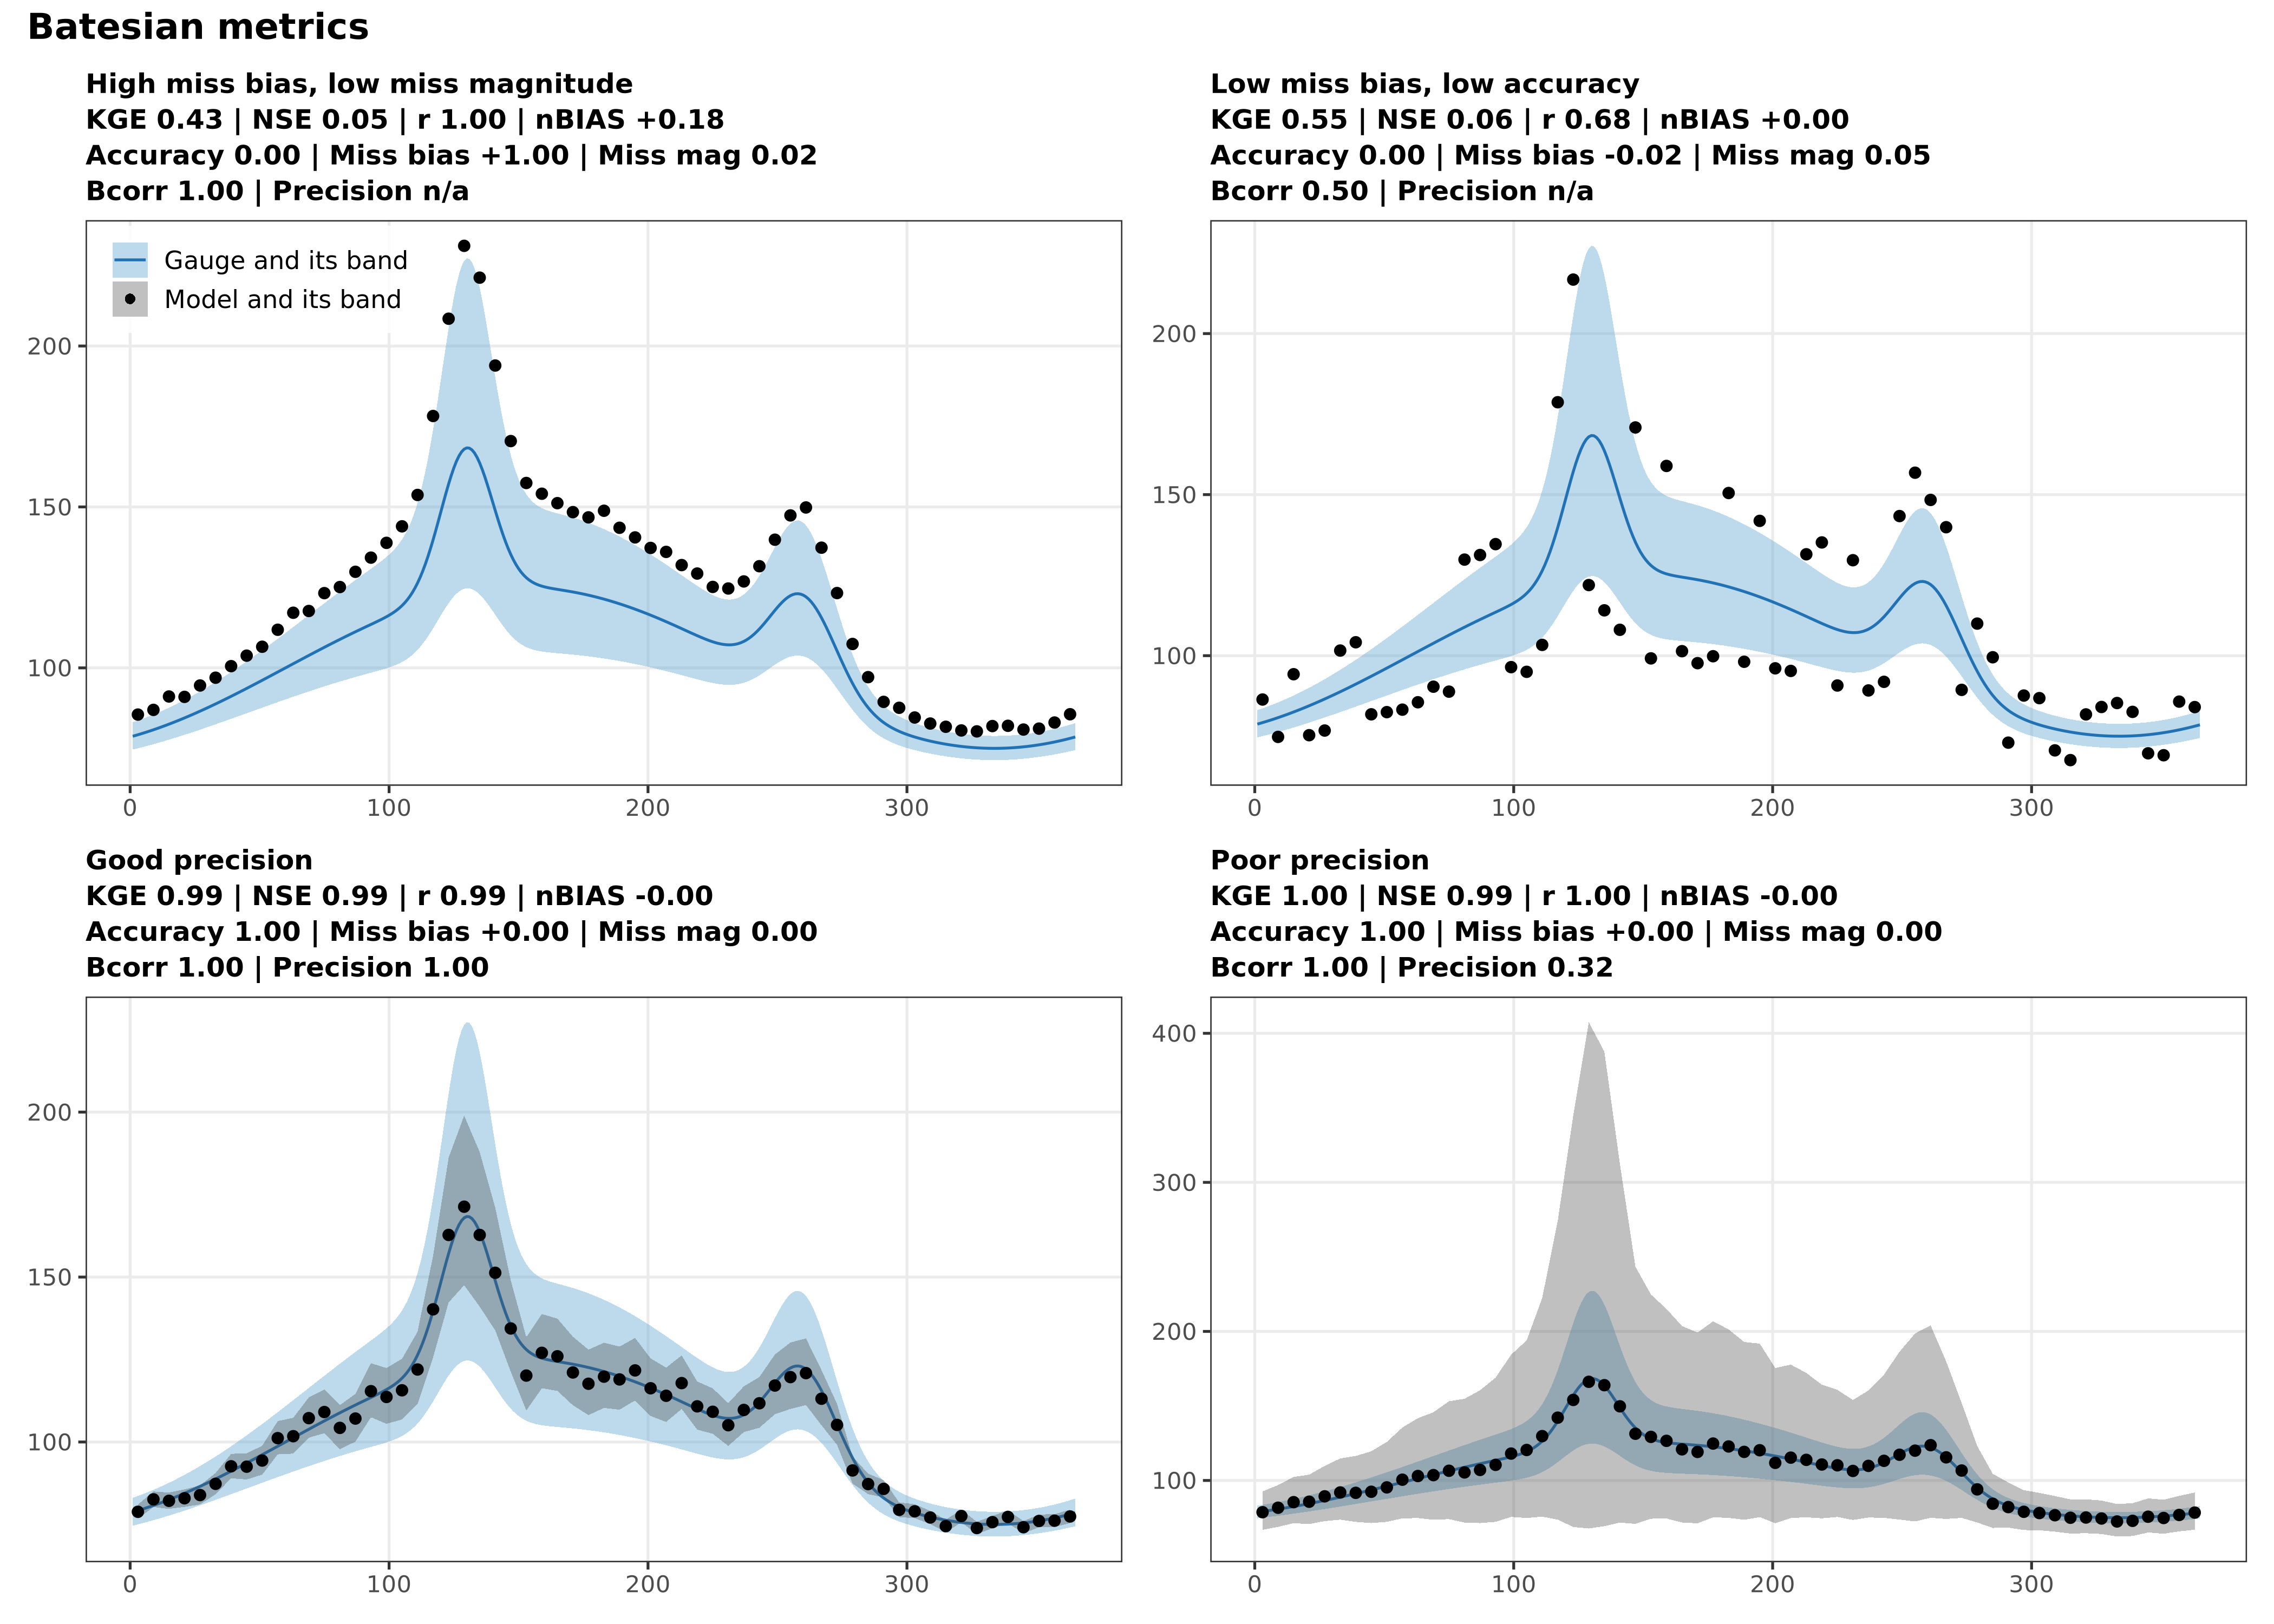 Batesian metrics
High miss bias, low miss magnitude
KGE 0.43 | NSE 0.05 | r 1.00 | nBIAS +0.18
Accuracy 0.00 | Miss bias +1.00 | Miss mag 0.02
Bcorr 1.00 | Precision n/a
Gauge and its band
Model and its band
200
150
100
0 100 200 300
Low miss bias, low accuracy
KGE 0.55 | NSE 0.06 | r 0.68 | nBIAS +0.00
Accuracy 0.00 | Miss bias -0.02 | Miss mag 0.05
Bcorr 0.50 | Precision n/a
200
150
100
0 100 200 300
Good precision
KGE 0.99 | NSE 0.99 | r 0.99 | nBIAS -0.00
Accuracy 1.00 | Miss bias +0.00 | Miss mag 0.00
Bcorr 1.00 | Precision 1.00
200
150
100
0 100 200 300
Poor precision
KGE 1.00 | NSE 0.99 | r 1.00 | nBIAS -0.00
Accuracy 1.00 | Miss bias +0.00 | Miss mag 0.00
Bcorr 1.00 | Precision 0.32
400
300
200
100
0 100 200 300